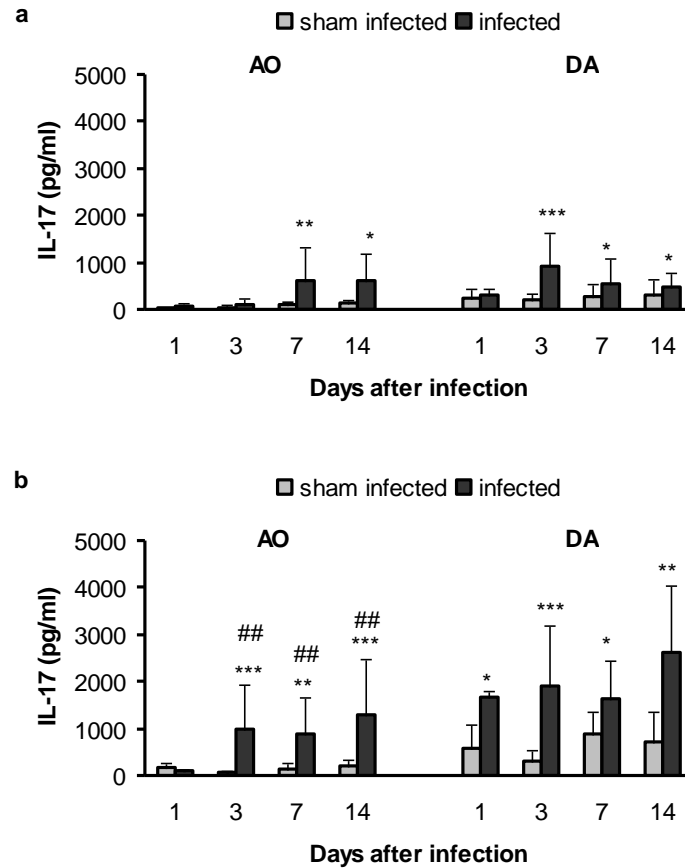 a
sham infected infected
AO DA
5000
4000
3000
2000
1000
0
IL-17 (pg/ml)
** * *** * *
1 3 7 14 1 3 7 14
Days after infection
b
sham infected infected
AO DA
5000
4000
3000
2000
1000
0
IL-17 (pg/ml)
## ## ##
*** ** *** * *** * **
1 3 7 14 1 3 7 14
Days after infection